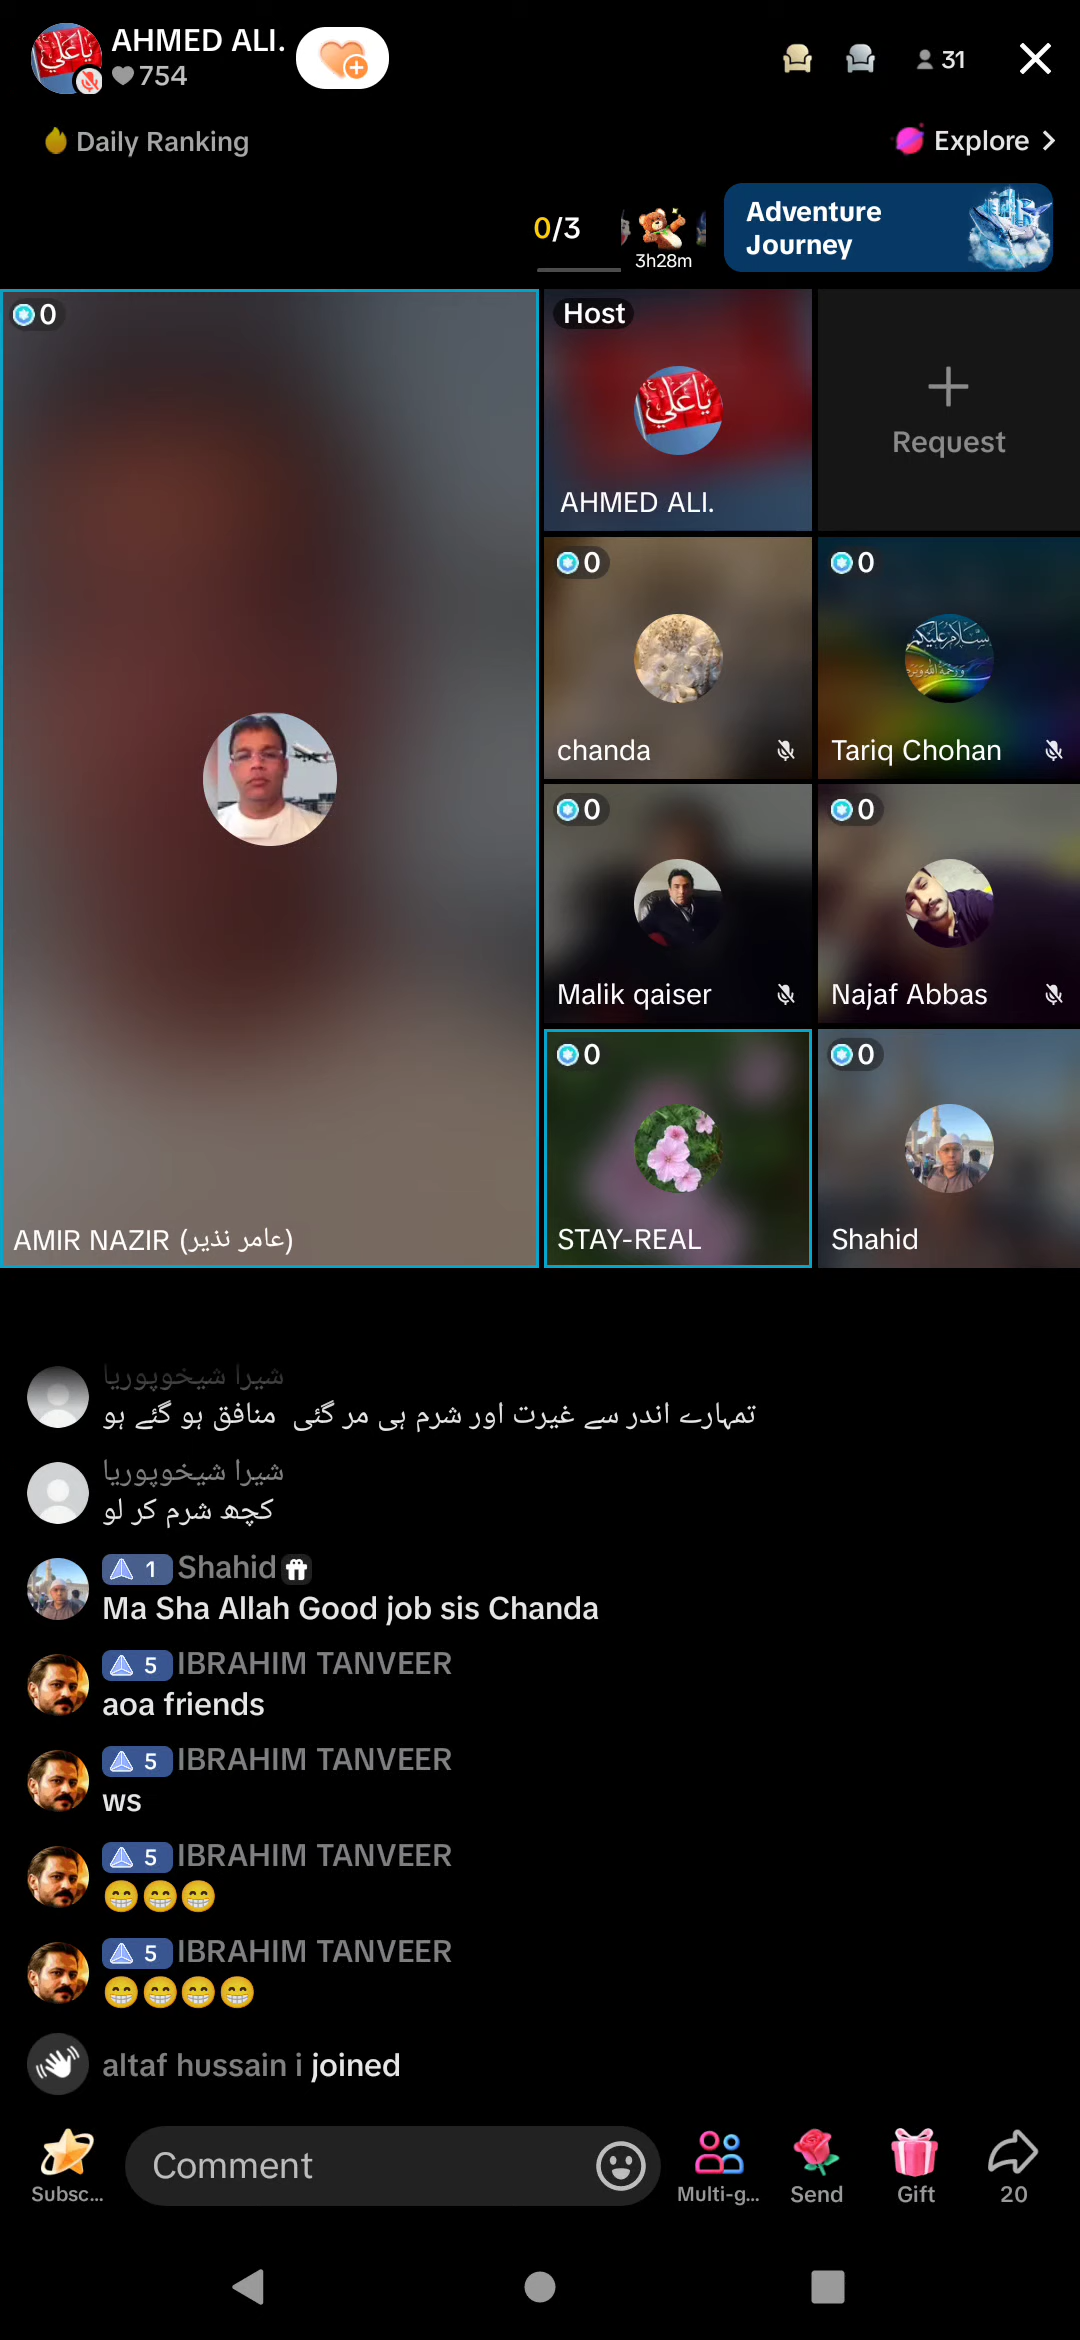 AHMED ALI.
754
31
Daily Ranking
Explore
0/3
3h28m
Adventure
Journey
0
AMIR NAZIR (عامر نذیر)
Host
ياعلي
AHMED ALI.
Request
0
chanda
0
Tariq Chohan
0
Malik qaiser
0
Najaf Abbas
0
STAY-REAL
0
Shahid
شیرا شیخوپوریا
تمہارے اندر سے غیرت اور شرم ہی مر گئی منافق ہو گئے ہو
شیرا شیخوپوریا
کچھ شرم کر لو
1 Shahid
Ma Sha Allah Good job sis Chanda
5 IBRAHIM TANVEER
aoa friends
5 IBRAHIM TANVEER
ws
5 IBRAHIM TANVEER
😁😁😁
5 IBRAHIM TANVEER
😁😁😁😁
altaf hussain i joined
Comment
Subsc...
Multi-g...
Send
Gift
20